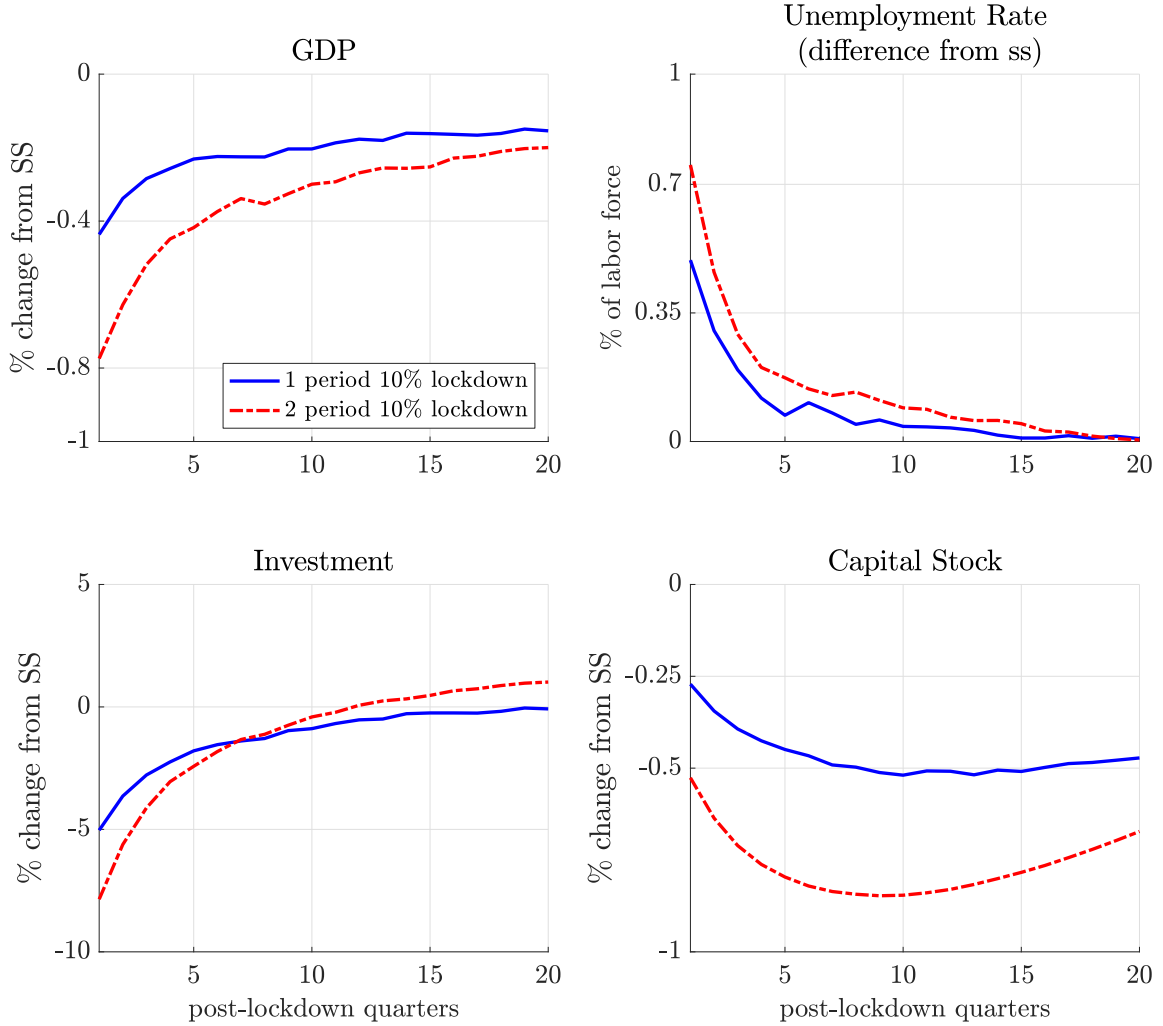 GDP
% change from SS
0
-0.4
-0.8
-1
5
10
15
20
1 period 10% lockdown
2 period 10% lockdown
Unemployment Rate
(difference from ss)
% of labor force
1
0.7
0.35
0
5
10
15
20
Investment
% change from SS
5
0
-5
-10
5
10
15
20
post-lockdown quarters
Capital Stock
% change from SS
0
-0.25
-0.5
-1
5
10
15
20
post-lockdown quarters